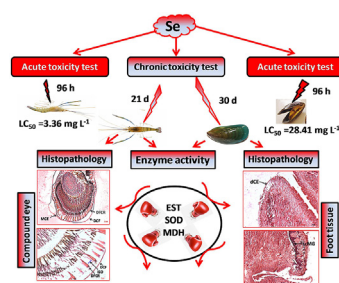 Se
Acute toxicity test
Chronic toxicity test
Acute toxicity test
96 h
21 d
30 d
96 h
LC50 =3.36 mg L-1
LC50 =28.41 mg L-1
Histopathology
Enzyme activity
Histopathology
Compound eye
EST
SOD
MDH
Foot tissue
dCE